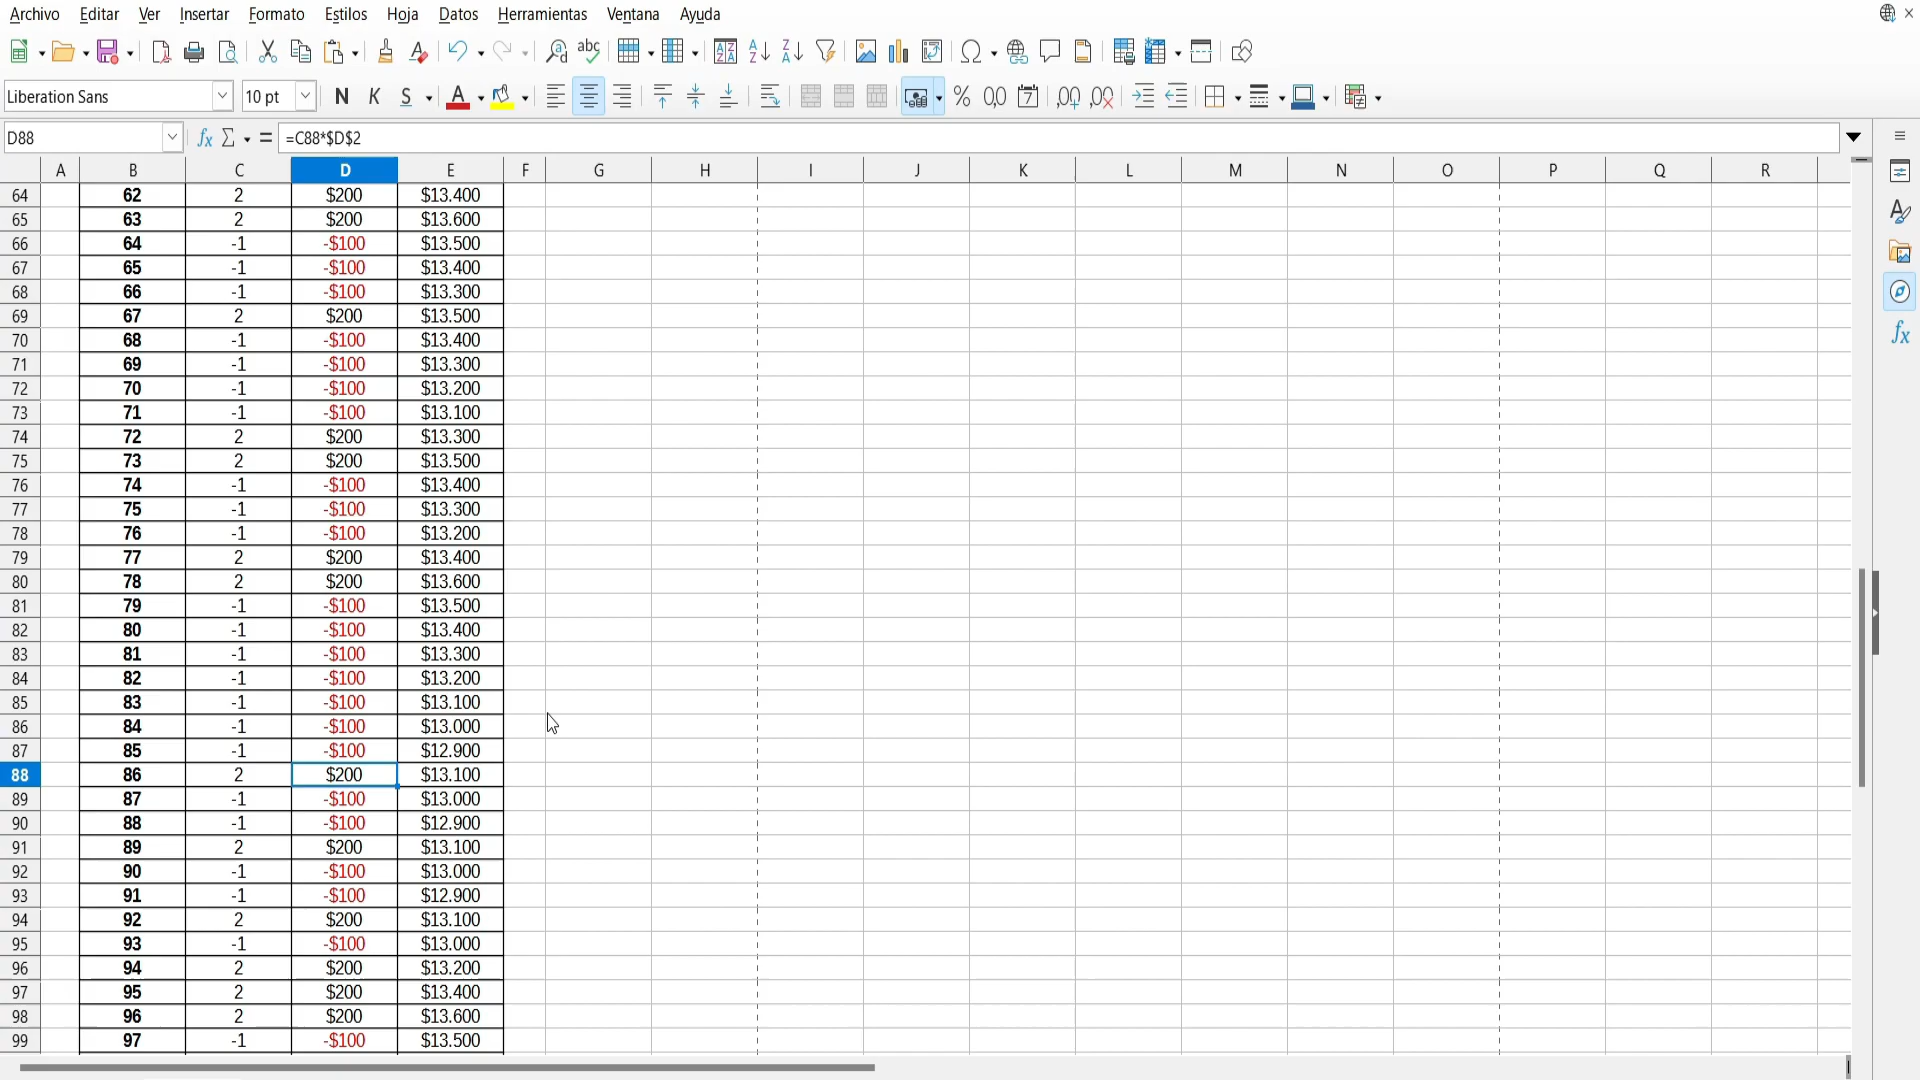 Archivo Editar Ver Insertar Formato Estilos Hoja Datos Herramientas Ventana Ayuda
Liberation Sans 10 pt N K S A % 0,0 7 ,00 ,00
D88 fx Σ = =C88*$D$2
A B C D E F G H I J K L M N O P Q R
64 62 2 $200 $13.400
65 63 2 $200 $13.600
66 64 -1 -$100 $13.500
67 65 -1 -$100 $13.400
68 66 -1 -$100 $13.300
69 67 2 $200 $13.500
70 68 -1 -$100 $13.400
71 69 -1 -$100 $13.300
72 70 -1 -$100 $13.200
73 71 -1 -$100 $13.100
74 72 2 $200 $13.300
75 73 2 $200 $13.500
76 74 -1 -$100 $13.400
77 75 -1 -$100 $13.300
78 76 -1 -$100 $13.200
79 77 2 $200 $13.400
80 78 2 $200 $13.600
81 79 -1 -$100 $13.500
82 80 -1 -$100 $13.400
83 81 -1 -$100 $13.300
84 82 -1 -$100 $13.200
85 83 -1 -$100 $13.100
86 84 -1 -$100 $13.000
87 85 -1 -$100 $12.900
88 86 2 $200 $13.100
89 87 -1 -$100 $13.000
90 88 -1 -$100 $12.900
91 89 2 $200 $13.100
92 90 -1 -$100 $13.000
93 91 -1 -$100 $12.900
94 92 2 $200 $13.100
95 93 -1 -$100 $13.000
96 94 2 $200 $13.200
97 95 2 $200 $13.400
98 96 2 $200 $13.600
99 97 -1 -$100 $13.500